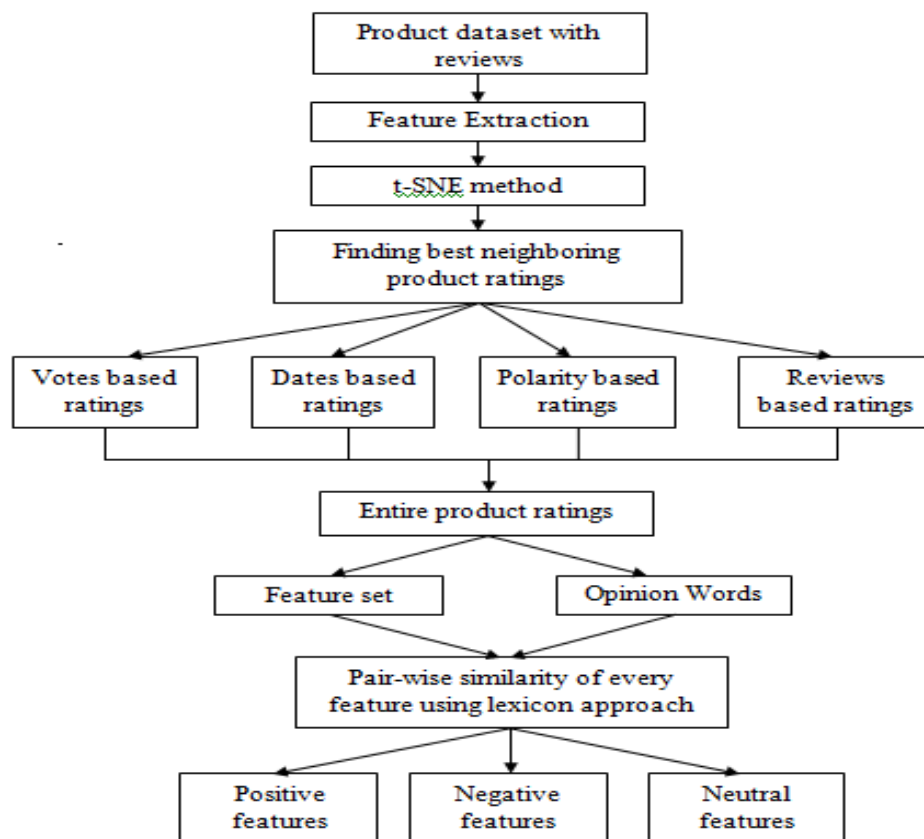 Product dataset with
reviews
Feature Extraction
t-SNE method
Finding best neighboring
product ratings
Votes based
ratings
Dates based
ratings
Polarity based
ratings
Reviews
based ratings
Entire product ratings
Feature set
Opinion Words
Pair-wise similarity of every
feature using lexicon approach
Positive
features
Negative
features
Neutral
features